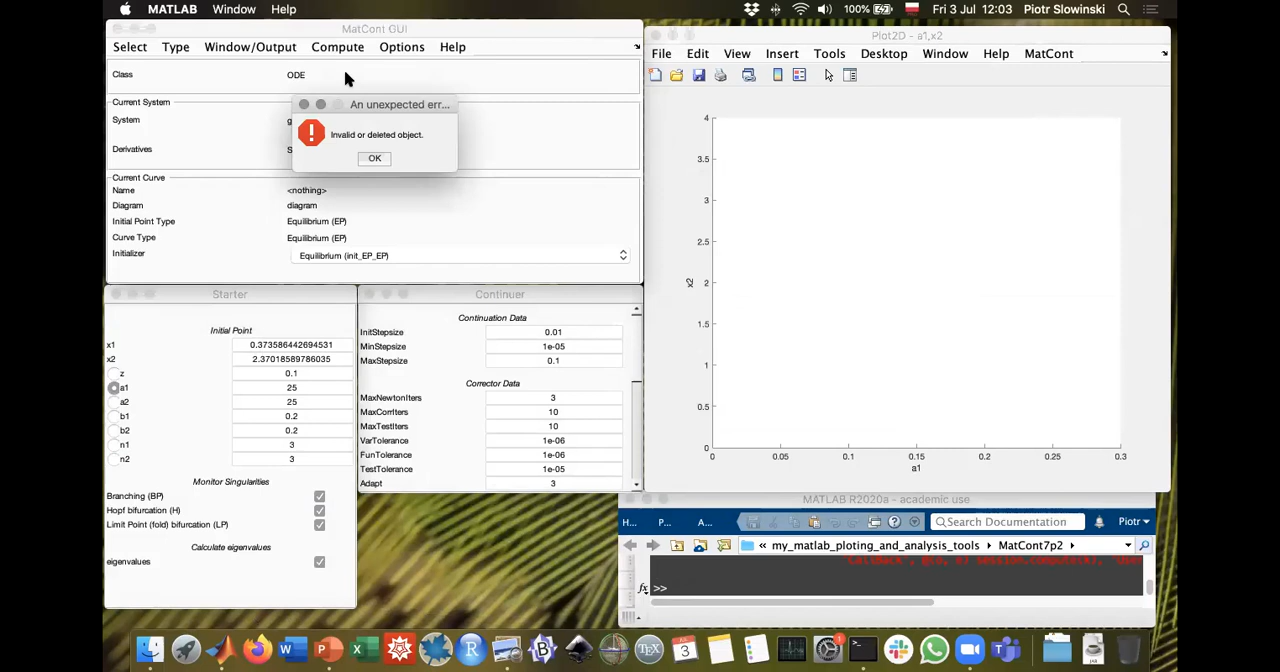 MATLAB Window Help 100% Fri 3 Jul 12:03 Piotr Slowinski
MatCont GUI
Select Type Window/Output Compute Options Help
Class ODE
Current System
System
Derivatives
An unexpected err...
Invalid or deleted object.
OK
Current Curve
Name <nothing>
Diagram diagram
Initial Point Type Equilibrium (EP)
Curve Type Equilibrium (EP)
Initializer Equilibrium (init_EP_EP)
Starter
Initial Point
x1 0.373586442694531
x2 2.37018589786035
z 0.1
a1 25
a2 25
b1 0.2
b2 0.2
n1 3
n2 3
Monitor Singularities
Branching (BP)
Hopf bifurcation (H)
Limit Point (fold) bifurcation (LP)
Calculate eigenvalues
eigenvalues
Continuer
Continuation Data
InitStepsize 0.01
MinStepsize 1e-05
MaxStepsize 0.1
Corrector Data
MaxNewtonIters 3
MaxCorrIters 10
MaxTestIters 10
VarTolerance 1e-06
FunTolerance 1e-06
TestTolerance 1e-05
Adapt 3
Plot2D - a1,x2
File Edit View Insert Tools Desktop Window Help MatCont
4
3.5
3
2.5
2
1.5
1
0.5
0
x2
0 0.05 0.1 0.15 0.2 0.25 0.3
a1
MATLAB R2020a - academic use
H... P... A... Search Documentation Piotr
« my_matlab_ploting_and_analysis_tools › MatCont7p2 ›
fx >>